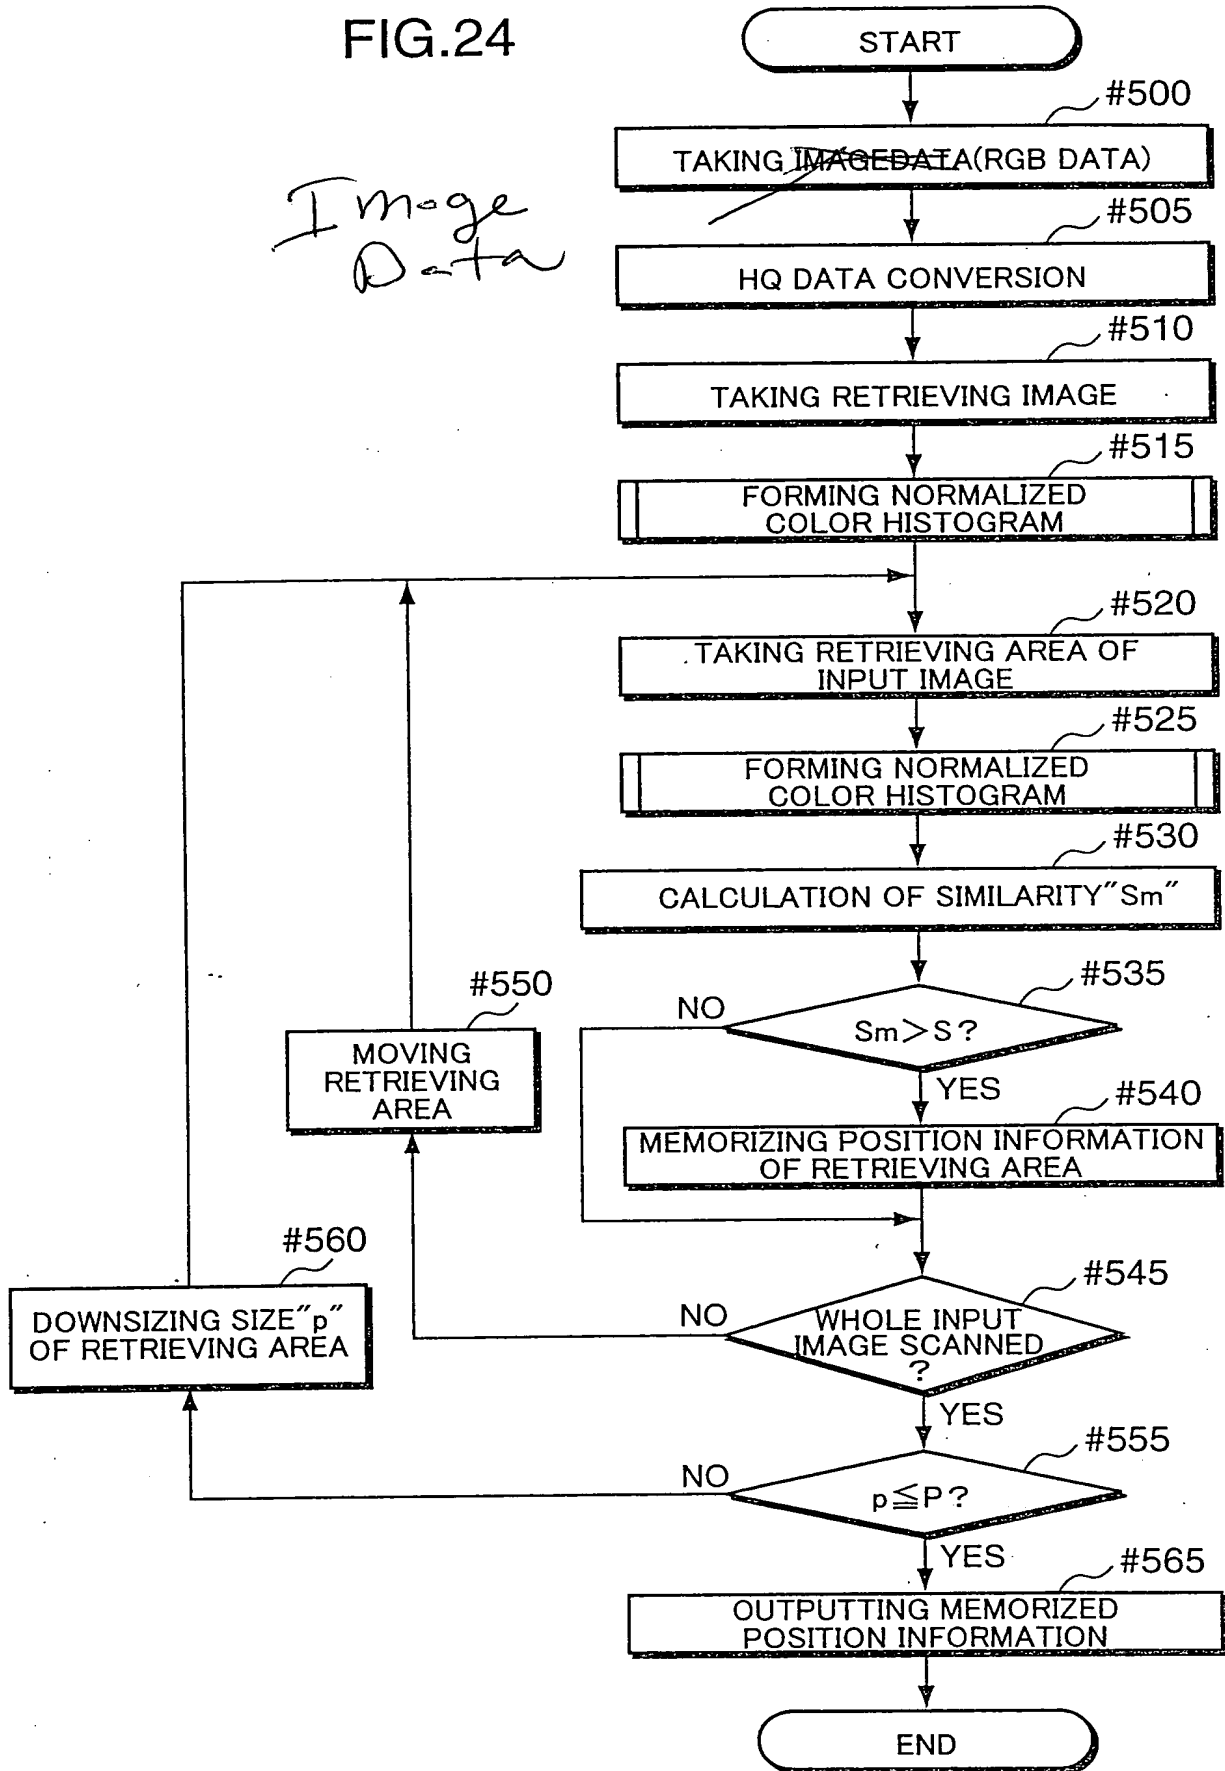 FIG.24
START
#500
TAKING IMAGEDATA(RGB DATA)
Image
Data
#505
HQ DATA CONVERSION
#510
TAKING RETRIEVING IMAGE
#515
FORMING NORMALIZED
COLOR HISTOGRAM
#520
TAKING RETRIEVING AREA OF
INPUT IMAGE
#525
FORMING NORMALIZED
COLOR HISTOGRAM
#530
CALCULATION OF SIMILARITY"Sm"
#535
Sm>S?
NO
YES
#540
MEMORIZING POSITION INFORMATION
OF RETRIEVING AREA
#550
MOVING
RETRIEVING
AREA
#545
WHOLE INPUT
IMAGE SCANNED
?
NO
YES
#560
DOWNSIZING SIZE"p"
OF RETRIEVING AREA
#555
p≦P?
NO
YES
#565
OUTPUTTING MEMORIZED
POSITION INFORMATION
END